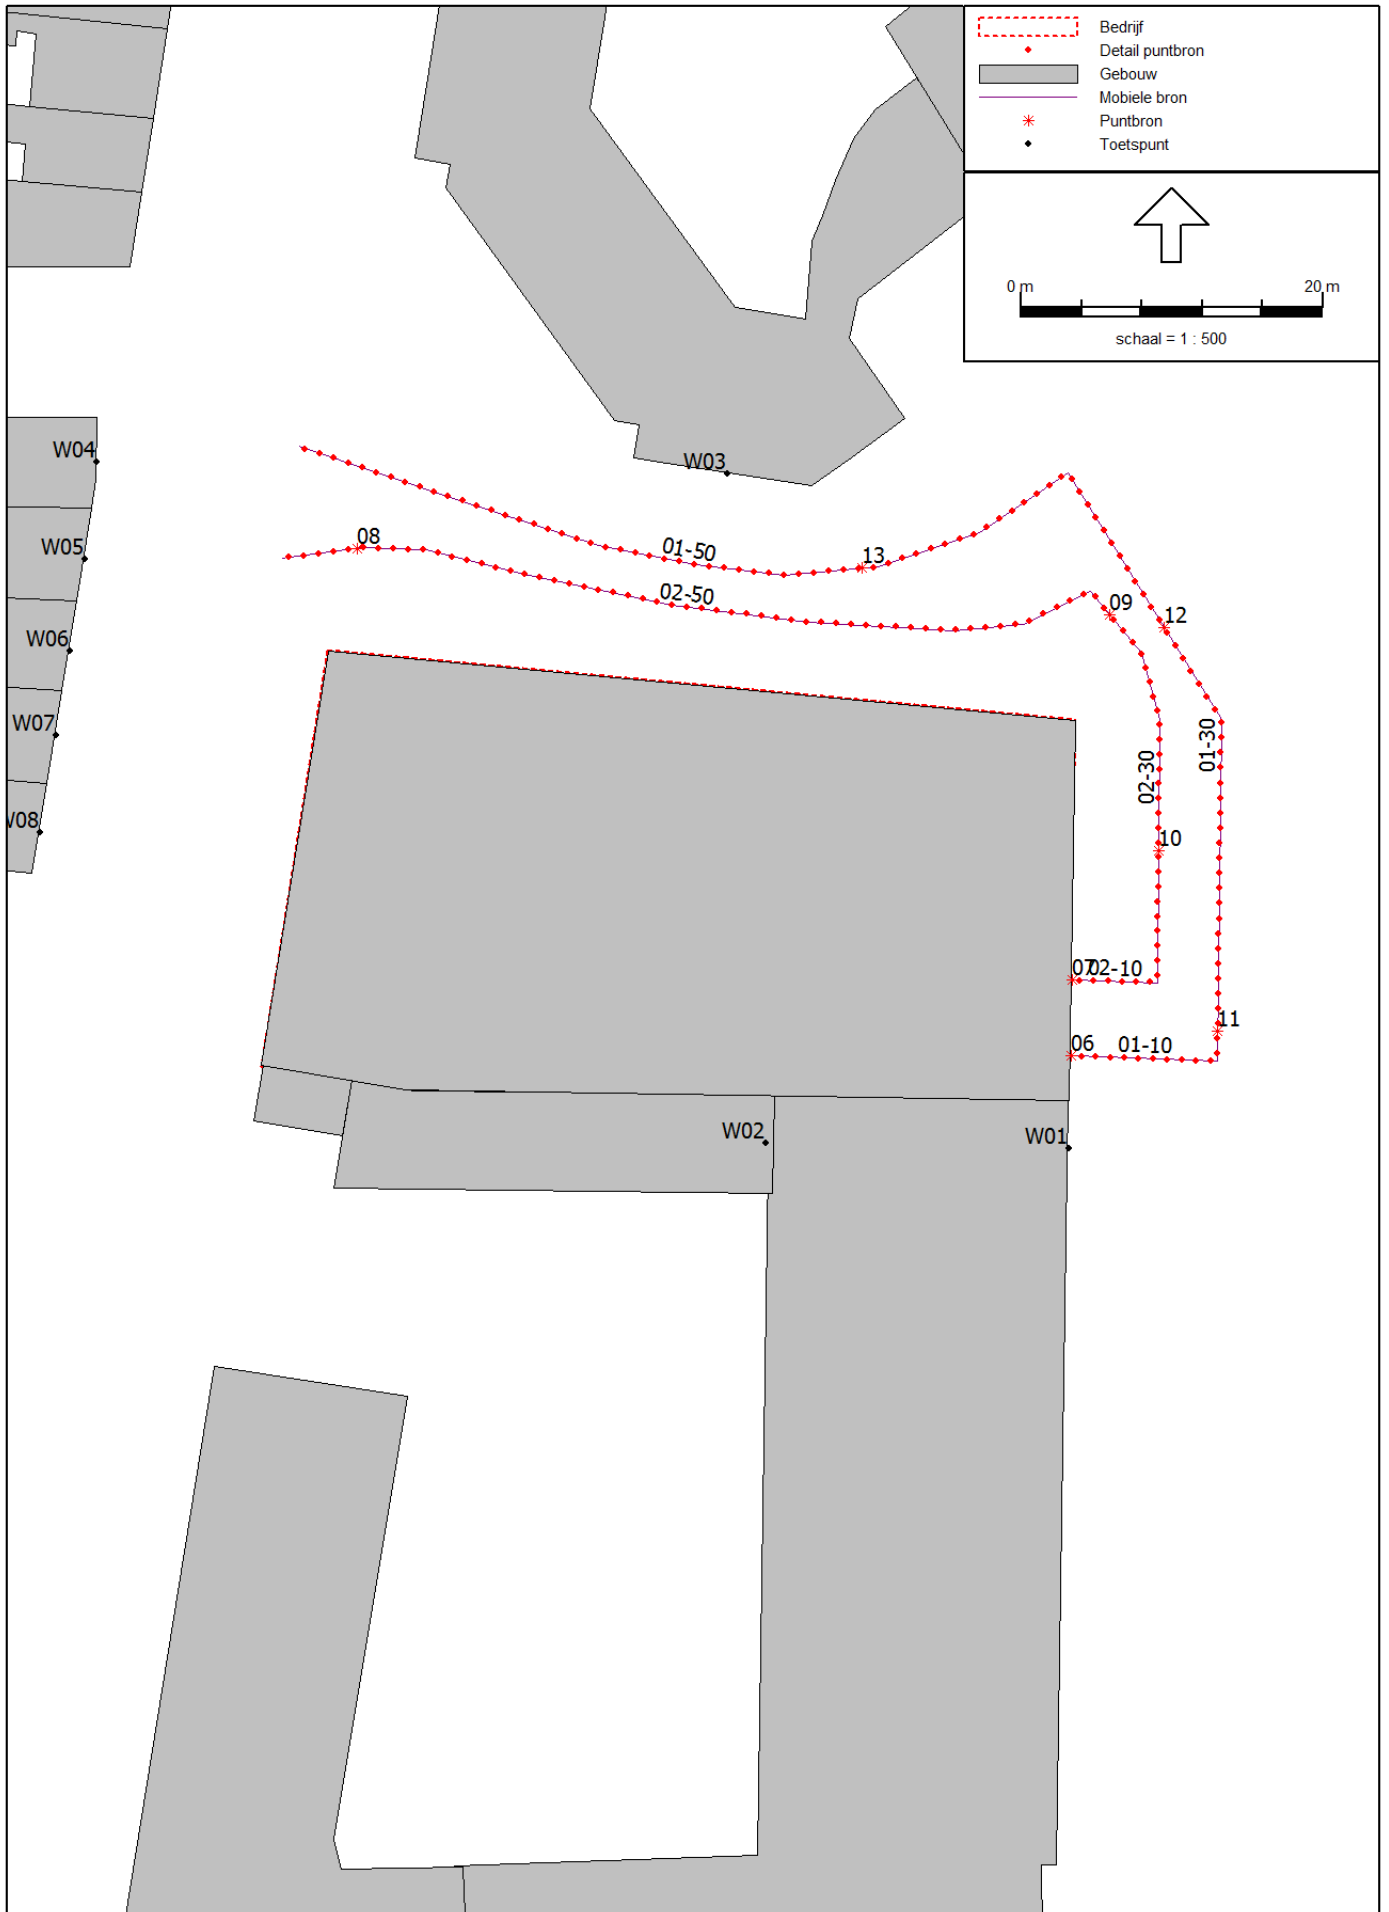 Bedrijf
Detail puntbron
Gebouw
Mobiele bron
Puntbron
Toetspunt
0 m 20 m
schaal = 1 : 500
W04
W03
W05
08
01-50
13
02-50
09
12
W06
W07
01-30
02-30
W08
10
07
02-10
11
06
01-10
W02
W01